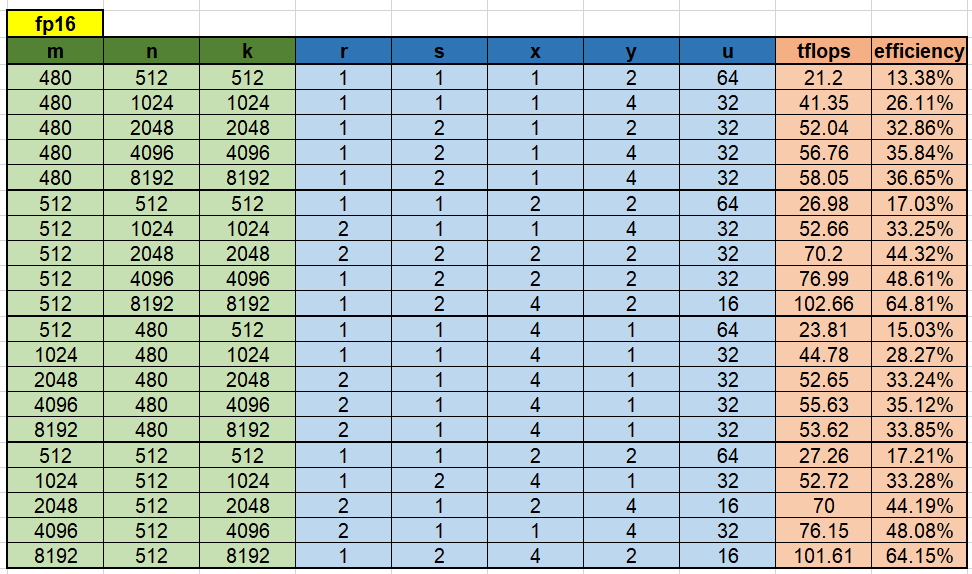 fp16
m n k r s x y u tflops efficiency
480 512 512 1 1 1 2 64 21.2 13.38%
480 1024 1024 1 1 1 4 32 41.35 26.11%
480 2048 2048 1 2 1 2 32 52.04 32.86%
480 4096 4096 1 2 1 4 32 56.76 35.84%
480 8192 8192 1 2 1 4 32 58.05 36.65%
512 512 512 1 1 2 2 64 26.98 17.03%
512 1024 1024 2 1 1 4 32 52.66 33.25%
512 2048 2048 2 2 2 2 32 70.2 44.32%
512 4096 4096 1 2 2 2 32 76.99 48.61%
512 8192 8192 1 2 4 2 16 102.66 64.81%
512 480 512 1 1 4 1 64 23.81 15.03%
1024 480 1024 1 1 4 1 32 44.78 28.27%
2048 480 2048 2 1 4 1 32 52.65 33.24%
4096 480 4096 2 1 4 1 32 55.63 35.12%
8192 480 8192 2 1 4 1 32 53.62 33.85%
512 512 512 1 1 2 2 64 27.26 17.21%
1024 512 1024 1 2 4 1 32 52.72 33.28%
2048 512 2048 2 1 2 4 16 70 44.19%
4096 512 4096 2 1 1 4 32 76.15 48.08%
8192 512 8192 1 2 4 2 16 101.61 64.15%